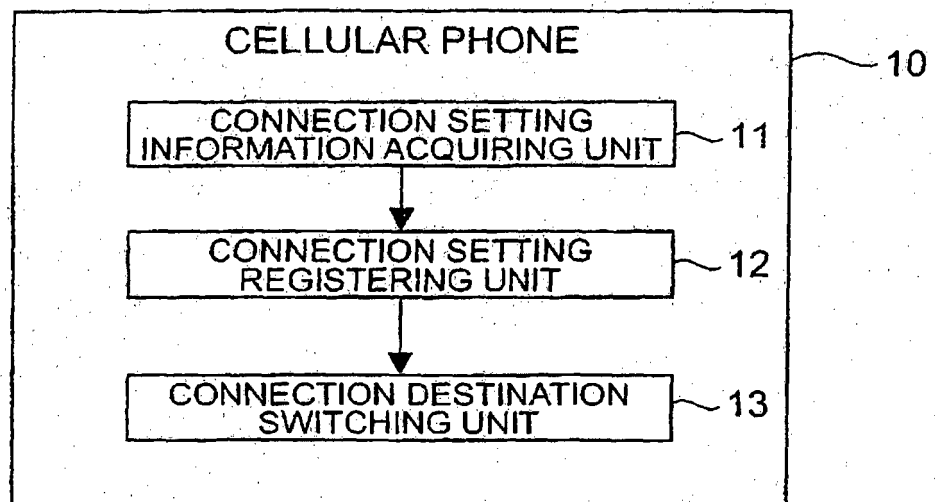 CELLULAR PHONE
10
CONNECTION SETTING
INFORMATION ACQUIRING UNIT
11
CONNECTION SETTING
REGISTERING UNIT
12
CONNECTION DESTINATION
SWITCHING UNIT
13